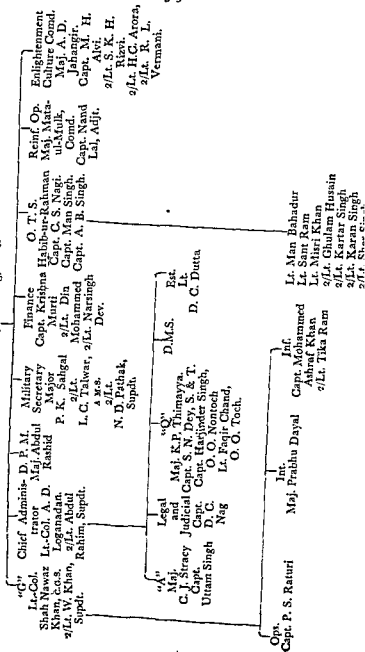 "G"
Lt.-Col.
Shah Nawaz
Khan, C.G.S.
2/Lt. W. Khan,
Supdt.
Chief Adminis-
trator
Lt.-Col. A. D.
Loganadan.
2/Lt. Abdul
Rahim, Supdt.
D. P. M.
Maj. Abdul
Rashid
Military
Secretary
Major
P. K. Sahgal
2/Lt.
L. C. Talwar,
A M.S.
2/Lt.
N. D. Pathak,
Supdt.
Finance
Capt. Krishna
Murti
2/Lt. Din
Mohammed
2/Lt. Narsingh
Dev.
O. T. S.
Habib-ur-Rahman
Capt. C. S. Nagi.
Capt. Man Singh.
Capt. A. B. Singh.
Reinf. Op.
Maj. Mata-
ul-Mulk,
Comd.
Capt. Nand
Lal, Adjt.
Enlightenment
Culture Comd.
Maj. A. D.
Jahangir.
Capt. M. H.
Alvi.
2/Lt. S. K. H.
Rizvi.
2/Lt. H.C. Arora,
2/Lt. R. L.
Vermani.
"A"
Maj.
C. J. Stracy
Capt.
Uttam Singh
Legal
and
Judicial
Capt.
D. C.
Nag
"Q"
Maj. K.P. Thimayya.
Capt. S. N. Dey, S. & T.
Capt. Harjinder Singh,
O. O. Nontoch
Lt. Faqir Chand,
O. O. Toch.
D.M.S.
Est.
Lt.
D. C. Dutta
Ops.
Capt. P. S. Raturi
Int.
Maj. Prabhu Dayal
Inf.
Capt. Mohammed
Ashraf Khan
2/Lt. Tika Ram
Lt. Man Bahadur
Lt. Sant Ram
Lt. Misri Khan
2/Lt. Ghulam Husain
2/Lt. Kartar Singh
2/Lt. Karan Singh
2/Lt. Sher Singh